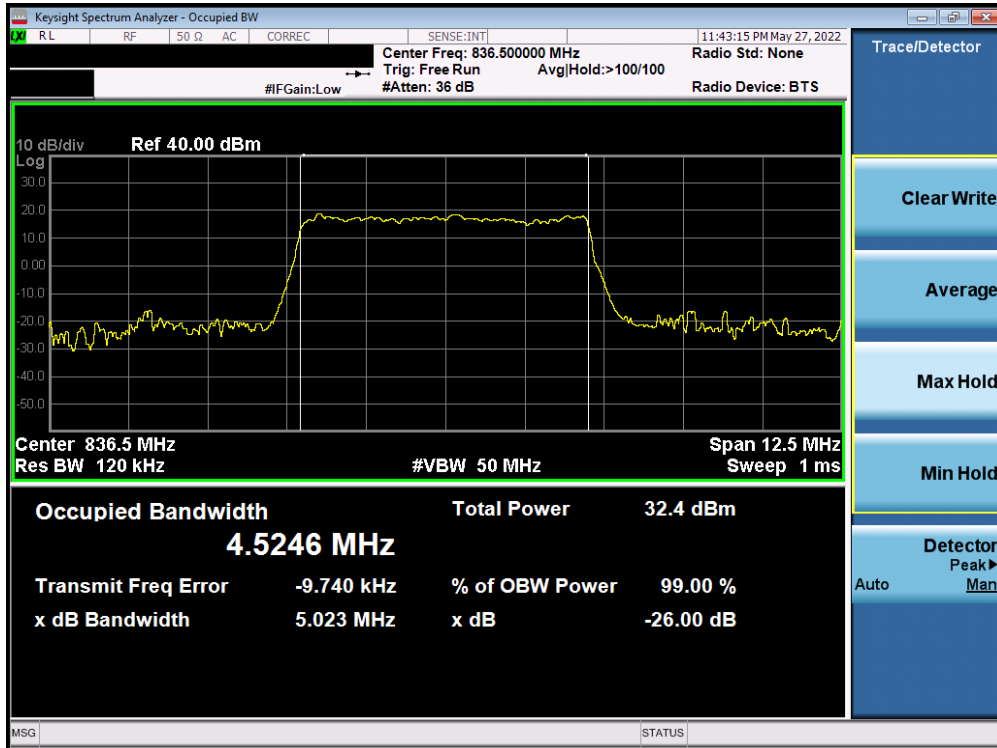 Keysight Spectrum Analyzer - Occupied BW
LXI RL RF 50 Ω AC CORREC SENSE:INT 11:43:15 PM May 27, 2022
Center Freq: 836.500000 MHz Radio Std: None
Trig: Free Run Avg|Hold:>100/100
#IFGain:Low #Atten: 36 dB Radio Device: BTS
10 dB/div Ref 40.00 dBm
Log
30.0
20.0
10.0
0.00
-10.0
-20.0
-30.0
-40.0
-50.0
Center 836.5 MHz Span 12.5 MHz
Res BW 120 kHz #VBW 50 MHz Sweep 1 ms
Occupied Bandwidth Total Power 32.4 dBm
4.5246 MHz
Transmit Freq Error -9.740 kHz % of OBW Power 99.00 %
x dB Bandwidth 5.023 MHz x dB -26.00 dB
MSG STATUS
Trace/Detector
Clear Write
Average
Max Hold
Min Hold
Detector
Peak▶
Auto Man